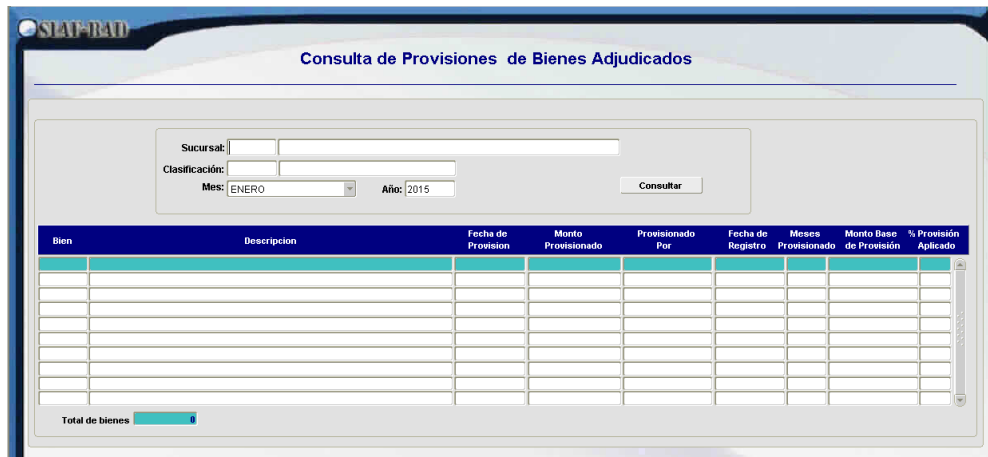 SIAF-RAD
Consulta de Provisiones de Bienes Adjudicados
Sucursal:
Clasificación:
Mes: ENERO Año: 2015
Consultar
Bien Descripcion Fecha de Provision Monto Provisionado Provisionado Por Fecha de Registro Meses Provisionado Monto Base de Provisión % Provisión Aplicado
Total de bienes 0